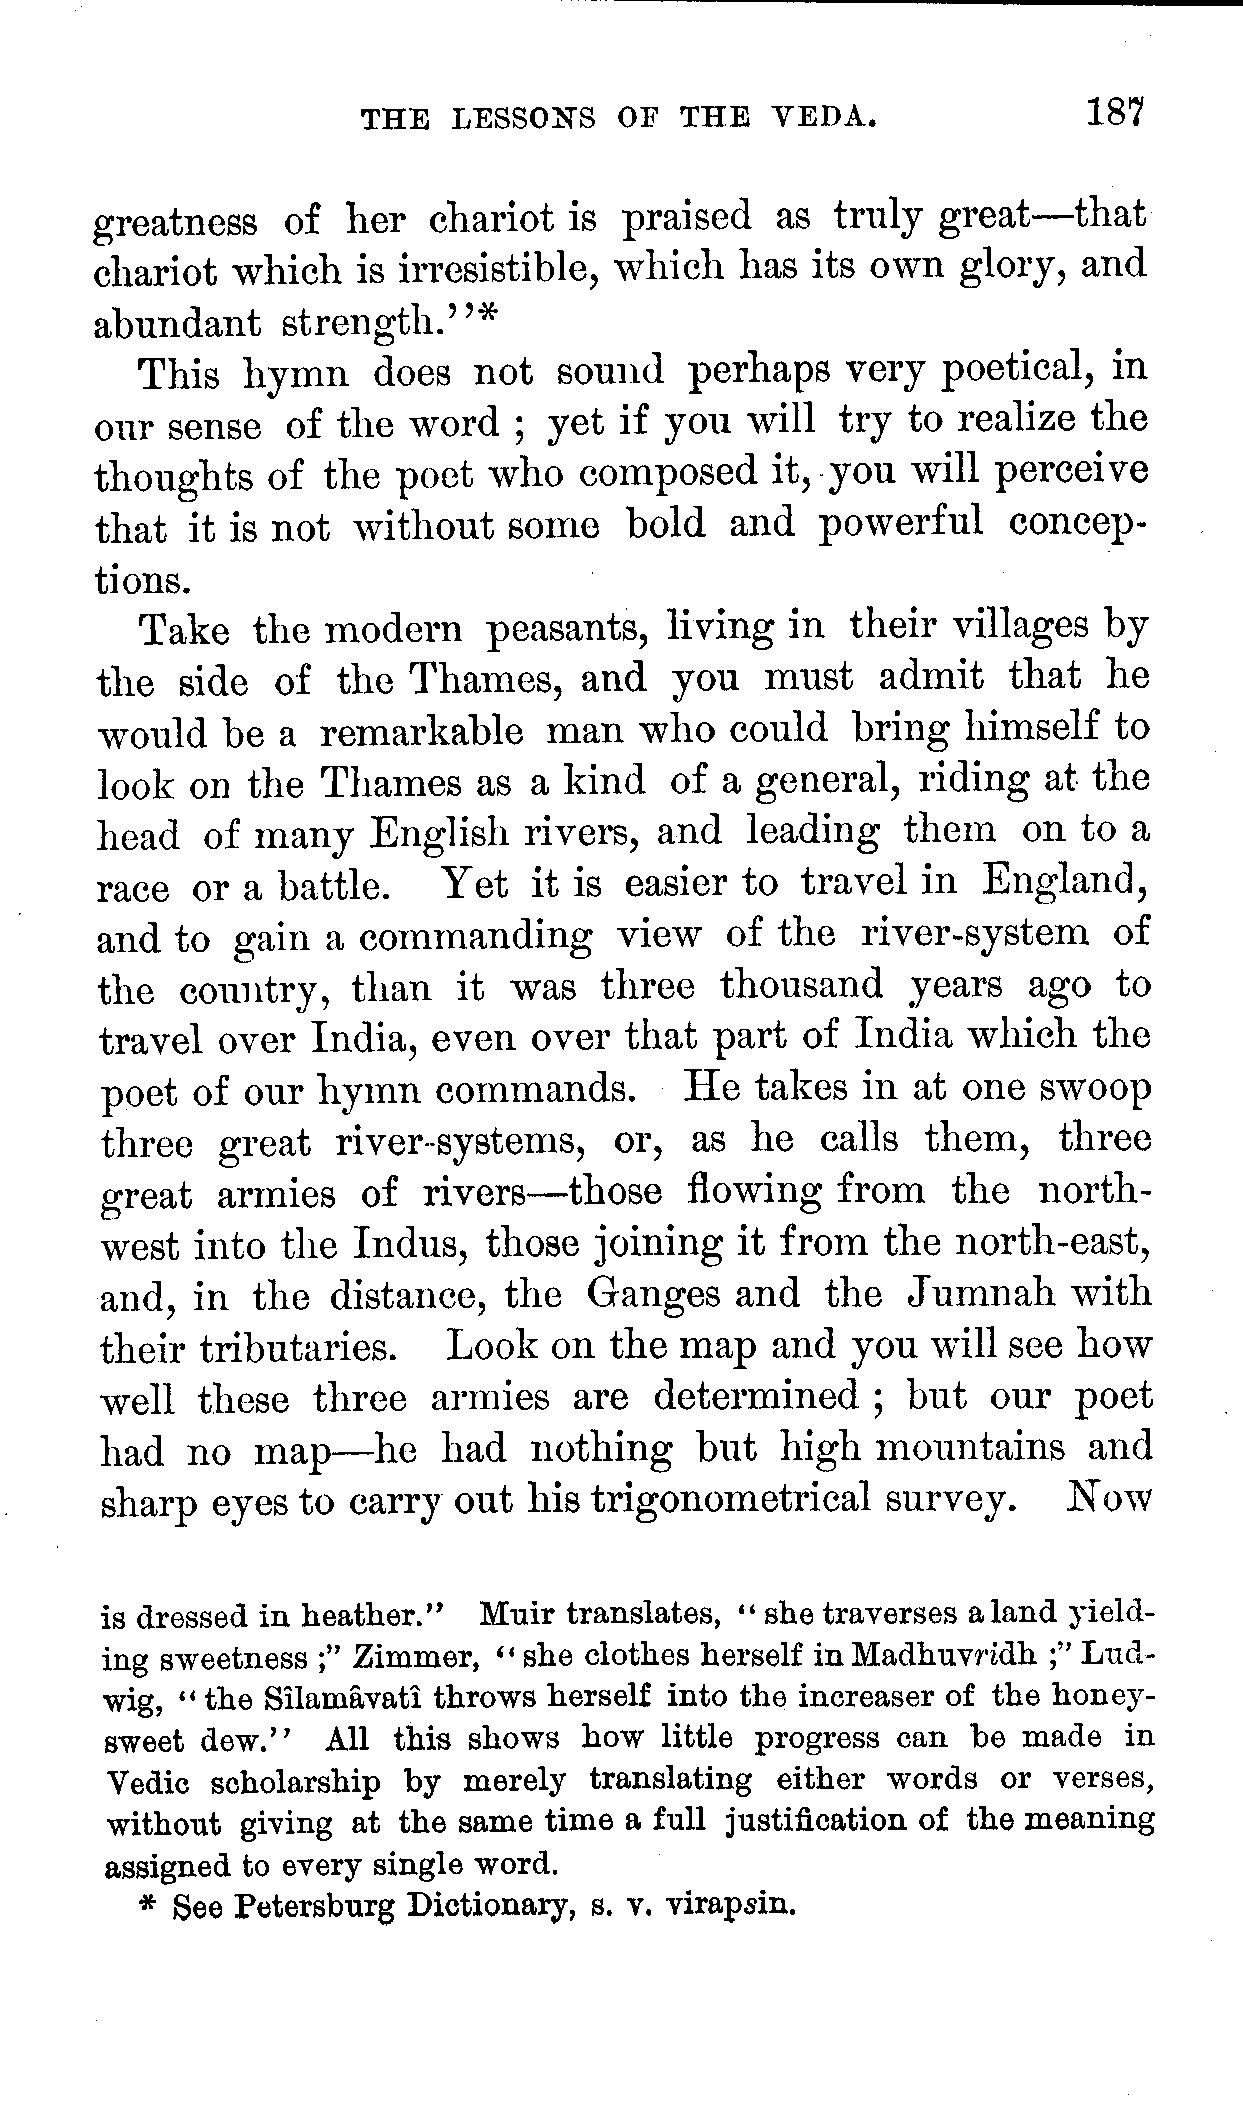 THE LESSONS OF THE VEDA. 187
greatness of her chariot is praised as truly great—that
chariot which is irresistible, which has its own glory, and
abundant strength.''*
This hymn does not sound perhaps very poetical, in
our sense of the word ; yet if you will try to realize the
thoughts of the poet who composed it, you will perceive
that it is not without some bold and powerful concep-
tions.
Take the modern peasants, living in their villages by
the side of the Thames, and you must admit that he
would be a remarkable man who could bring himself to
look on the Thames as a kind of a general, riding at the
head of many English rivers, and leading them on to a
race or a battle. Yet it is easier to travel in England,
and to gain a commanding view of the river-system of
the country, than it was three thousand years ago to
travel over India, even over that part of India which the
poet of our hymn commands. He takes in at one swoop
three great river-systems, or, as he calls them, three
great armies of rivers—those flowing from the north-
west into the Indus, those joining it from the north-east,
and, in the distance, the Ganges and the Jumnah with
their tributaries. Look on the map and you will see how
well these three armies are determined ; but our poet
had no map—he had nothing but high mountains and
sharp eyes to carry out his trigonometrical survey. Now
is dressed in heather." Muir translates, "she traverses a land yield-
ing sweetness ;" Zimmer, "she clothes herself in Madhuvridh ;" Lud-
wig, "the Sîlamâvatî throws herself into the increaser of the honey-
sweet dew." All this shows how little progress can be made in
Vedic scholarship by merely translating either words or verses,
without giving at the same time a full justification of the meaning
assigned to every single word.
* See Petersburg Dictionary, s. v. virapsin.